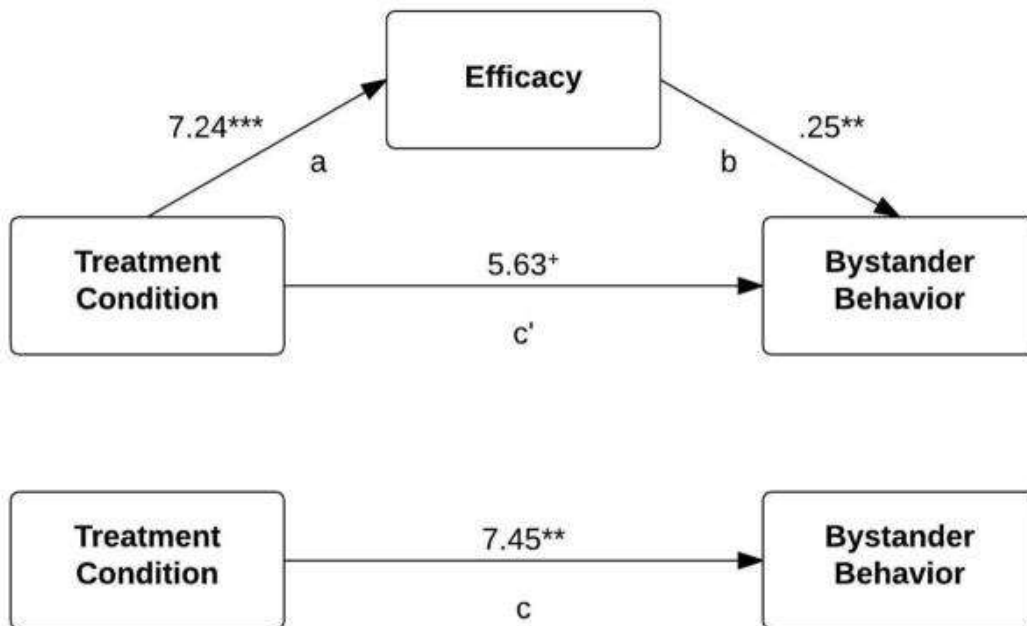 Efficacy
7.24***
.25**
a
b
Treatment
Condition
5.63⁺
c'
Bystander
Behavior
Treatment
Condition
7.45**
c
Bystander
Behavior